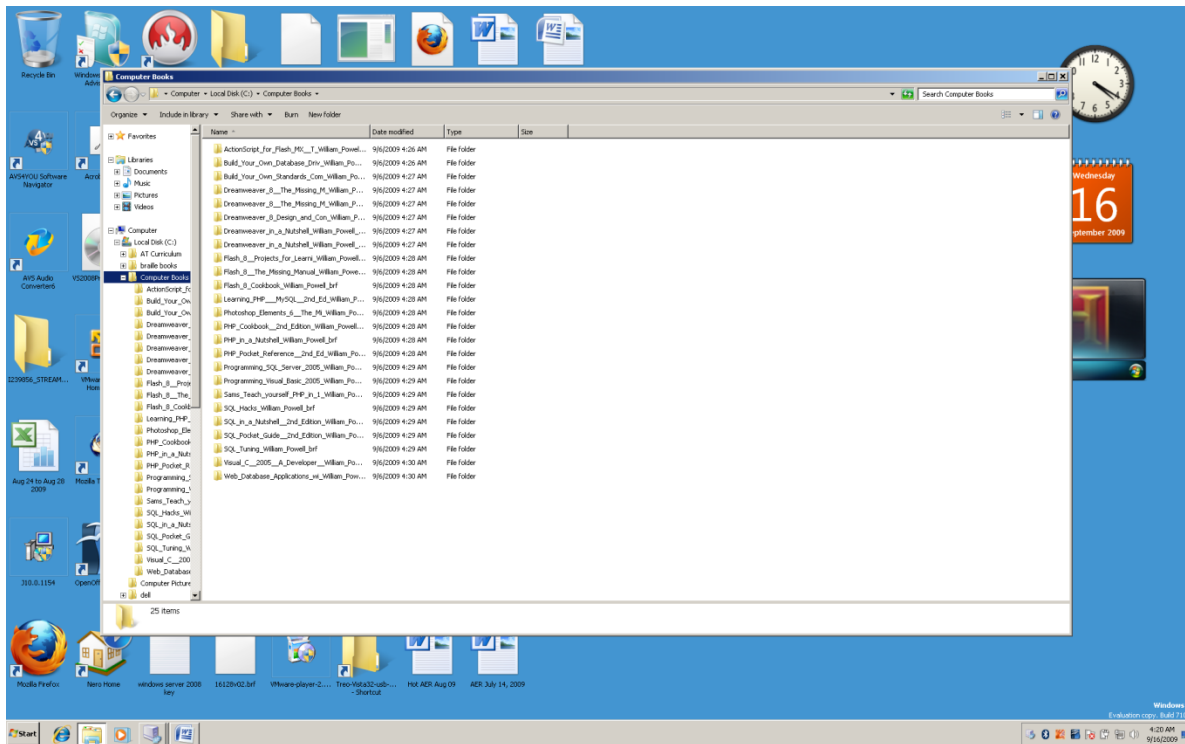 Recycle Bin
Computer Books
Computer Local Disk (C:) Computer Books
Search Computer Books
Organize Include in library Share with Burn New folder
Favorites
Libraries
Documents
Music
Pictures
Videos
Computer
Local Disk (C:)
AT Curriculum
braille books
Computer Books
Flash_8__The_
Learning_PHP_
PHP_Cookbook
Computer Picture
dell
Name Date modified Type Size
ActionScript_for_Flash_MX__T_William_Powel... 9/6/2009 4:26 AM File folder
Build_Your_Own_Database_Driv_William_Po... 9/6/2009 4:26 AM File folder
Build_Your_Own_Standards_Com_William_Po... 9/6/2009 4:27 AM File folder
Dreamweaver_8__The_Missing_M_William_P... 9/6/2009 4:27 AM File folder
Dreamweaver_8__The_Missing_M_William_P... 9/6/2009 4:27 AM File folder
Dreamweaver_8_Design_and_Con_William_P... 9/6/2009 4:27 AM File folder
Dreamweaver_in_a_Nutshell_William_Powell_... 9/6/2009 4:27 AM File folder
Dreamweaver_in_a_Nutshell_William_Powell_... 9/6/2009 4:27 AM File folder
Flash_8__Projects_for_Learni_William_Powell... 9/6/2009 4:28 AM File folder
Flash_8__The_Missing_Manual_William_Powe... 9/6/2009 4:28 AM File folder
Flash_8_Cookbook_William_Powell_brf 9/6/2009 4:28 AM File folder
Learning_PHP___MySQL__2nd_Ed_William_P... 9/6/2009 4:28 AM File folder
Photoshop_Elements_6__The_Mi_William_Po... 9/6/2009 4:28 AM File folder
PHP_Cookbook__2nd_Edition_William_Powell... 9/6/2009 4:28 AM File folder
PHP_in_a_Nutshell_William_Powell_brf 9/6/2009 4:28 AM File folder
PHP_Pocket_Reference__2nd_Ed_William_Po... 9/6/2009 4:28 AM File folder
Programming_SQL_Server_2005_William_Po... 9/6/2009 4:29 AM File folder
Programming_Visual_Basic_2005_William_Po... 9/6/2009 4:29 AM File folder
Sams_Teach_yourself_PHP_in_1_William_Po... 9/6/2009 4:29 AM File folder
SQL_Hacks_William_Powell_brf 9/6/2009 4:29 AM File folder
SQL_in_a_Nutshell__2nd_Edition_William_Po... 9/6/2009 4:29 AM File folder
SQL_Pocket_Guide__2nd_Edition_William_Po... 9/6/2009 4:29 AM File folder
SQL_Tuning_William_Powell_brf 9/6/2009 4:29 AM File folder
Visual_C__2005__A_Developer__William_Po... 9/6/2009 4:30 AM File folder
Web_Database_Applications_wi_William_Pow... 9/6/2009 4:30 AM File folder
25 items
AVS4YOU Software
Navigator
AVS Audio
Converter6
Aug 24 to Aug 28
2009
J10.0.1154
Mozilla Firefox
Nero Home
windows server 2008
key
16128v02.brf
VMware-player-2....
Treo-Vista32-usb-...
- Shortcut
Hot AER Aug 09
AER July 14, 2009
Wednesday
16
September 2009
Windows
Evaluation copy. Build 710
Start
4:20 AM
9/16/2009